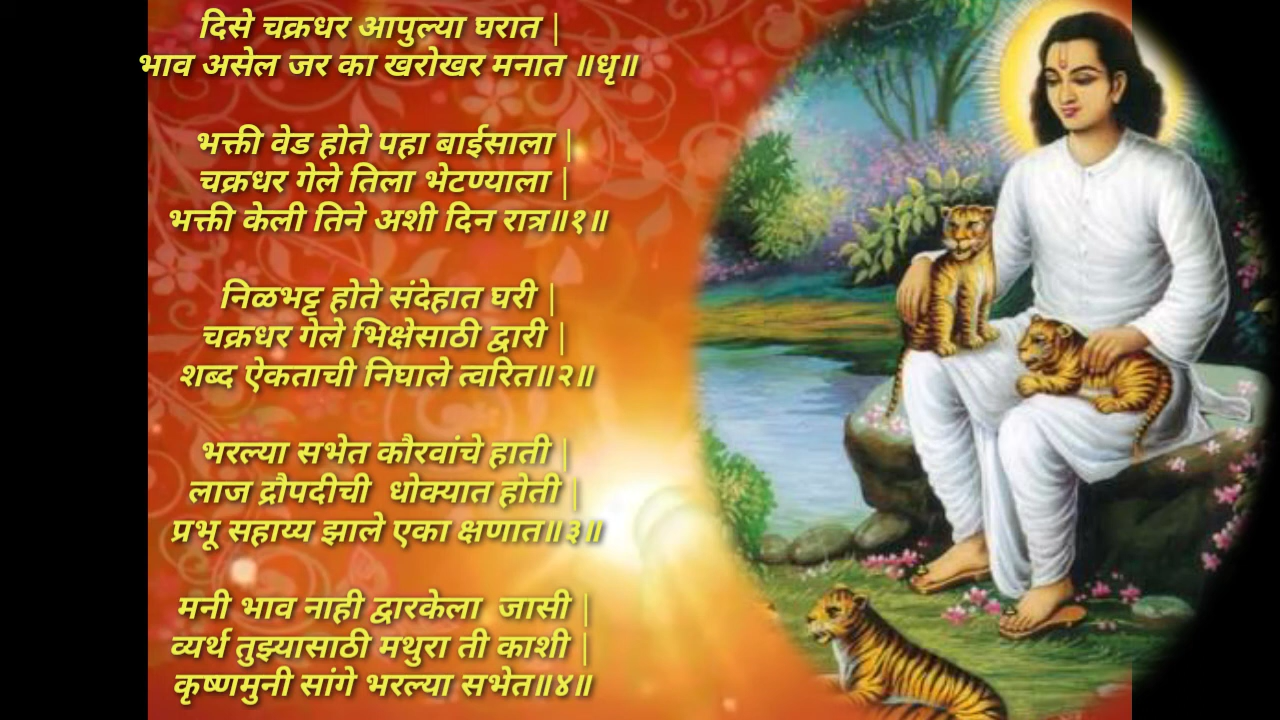 दिसे चक्रधर आपुल्या घरात |
भाव असेल जर का खरोखर मनात ॥धृ॥
भक्ती वेड होते पहा बाईसाला |
चक्रधर गेले तिला भेटण्याला |
भक्ती केली तिने अशी दिन रात्र॥१॥
निळभट्ट होते संदेहात घरी |
चक्रधर गेले भिक्षेसाठी द्वारी |
शब्द ऐकताची निघाले त्वरित॥२॥
भरल्या सभेत कौरवांचे हाती |
लाज द्रौपदीची धोक्यात होती |
प्रभू सहाय्य झाले एका क्षणात॥३॥
मनी भाव नाही द्वारकेला जासी |
व्यर्थ तुझ्यासाठी मथुरा ती काशी |
कृष्णमुनी सांगे भरल्या सभेत॥४॥